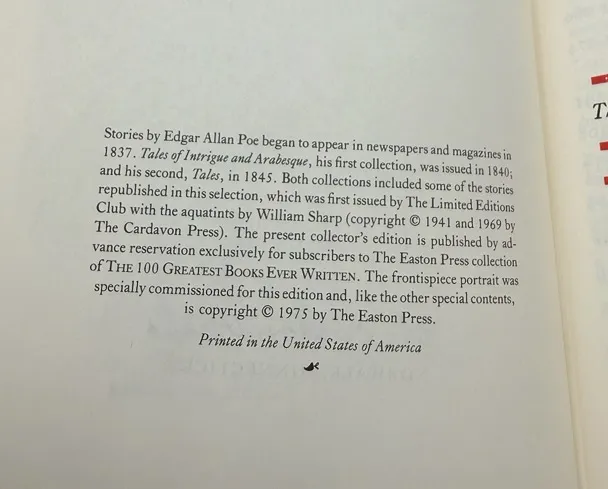 Stories by Edgar Allan Poe began to appear in newspapers and magazines in
1837. Tales of Intrigue and Arabesque, his first collection, was issued in 1840;
and his second, Tales, in 1845. Both collections included some of the stories
republished in this selection, which was first issued by The Limited Editions
Club with the aquatints by William Sharp (copyright © 1941 and 1969 by
The Cardavon Press). The present collector's edition is published by ad-
vance reservation exclusively for subscribers to The Easton Press collection
of THE 100 GREATEST BOOKS EVER WRITTEN. The frontispiece portrait was
specially commissioned for this edition and, like the other special contents,
is copyright © 1975 by The Easton Press.
Printed in the United States of America